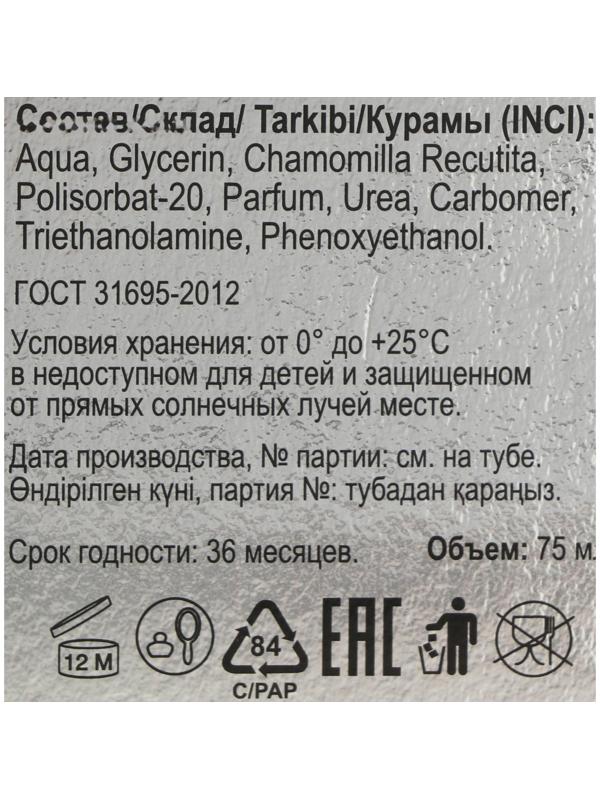 Состав/Склад/ Tarkibi/Курамы (INCI):
Aqua, Glycerin, Chamomilla Recutita,
Polisorbat-20, Parfum, Urea, Carbomer,
Triethanolamine, Phenoxyethanol.
ГОСТ 31695-2012
Условия хранения: от 0° до +25°С
в недоступном для детей и защищенном
от прямых солнечных лучей месте.
Дата производства, № партии: см. на тубе.
Өндірілген күні, партия №: тубадан қараңыз.
Срок годности: 36 месяцев. Объем: 75 м
12 M 84 EAC
C/PAP